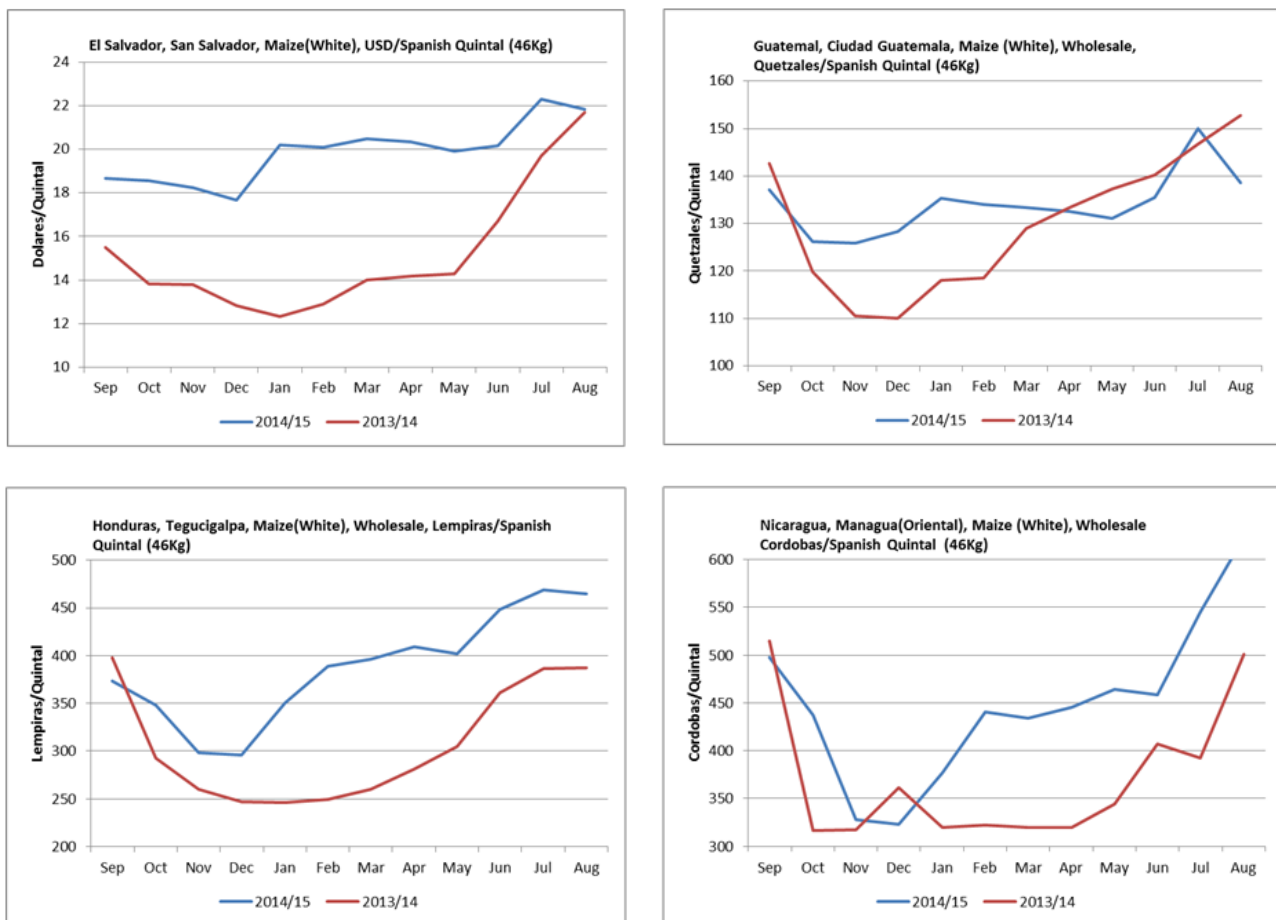 El Salvador, San Salvador, Maize(White), USD/Spanish Quintal (46Kg)
24
22
20
18
16
14
12
10
Dolares/Quintal
Sep Oct Nov Dec Jan Feb Mar Apr May Jun Jul Aug
2014/15 2013/14
Guatemal, Ciudad Guatemala, Maize (White), Wholesale,
Quetzales/Spanish Quintal (46Kg)
160
150
140
130
120
110
100
Quetzales/Quintal
Sep Oct Nov Dec Jan Feb Mar Apr May Jun Jul Aug
2014/15 2013/14
Honduras, Tegucigalpa, Maize(White), Wholesale, Lempiras/Spanish
Quintal (46Kg)
500
450
400
350
300
250
200
Lempiras/Quintal
Sep Oct Nov Dec Jan Feb Mar Apr May Jun Jul Aug
2014/15 2013/14
Nicaragua, Managua(Oriental), Maize (White), Wholesale
Cordobas/Spanish Quintal (46Kg)
600
550
500
450
400
350
300
Cordobas/Quintal
Sep Oct Nov Dec Jan Feb Mar Apr May Jun Jul Aug
2014/15 2013/14